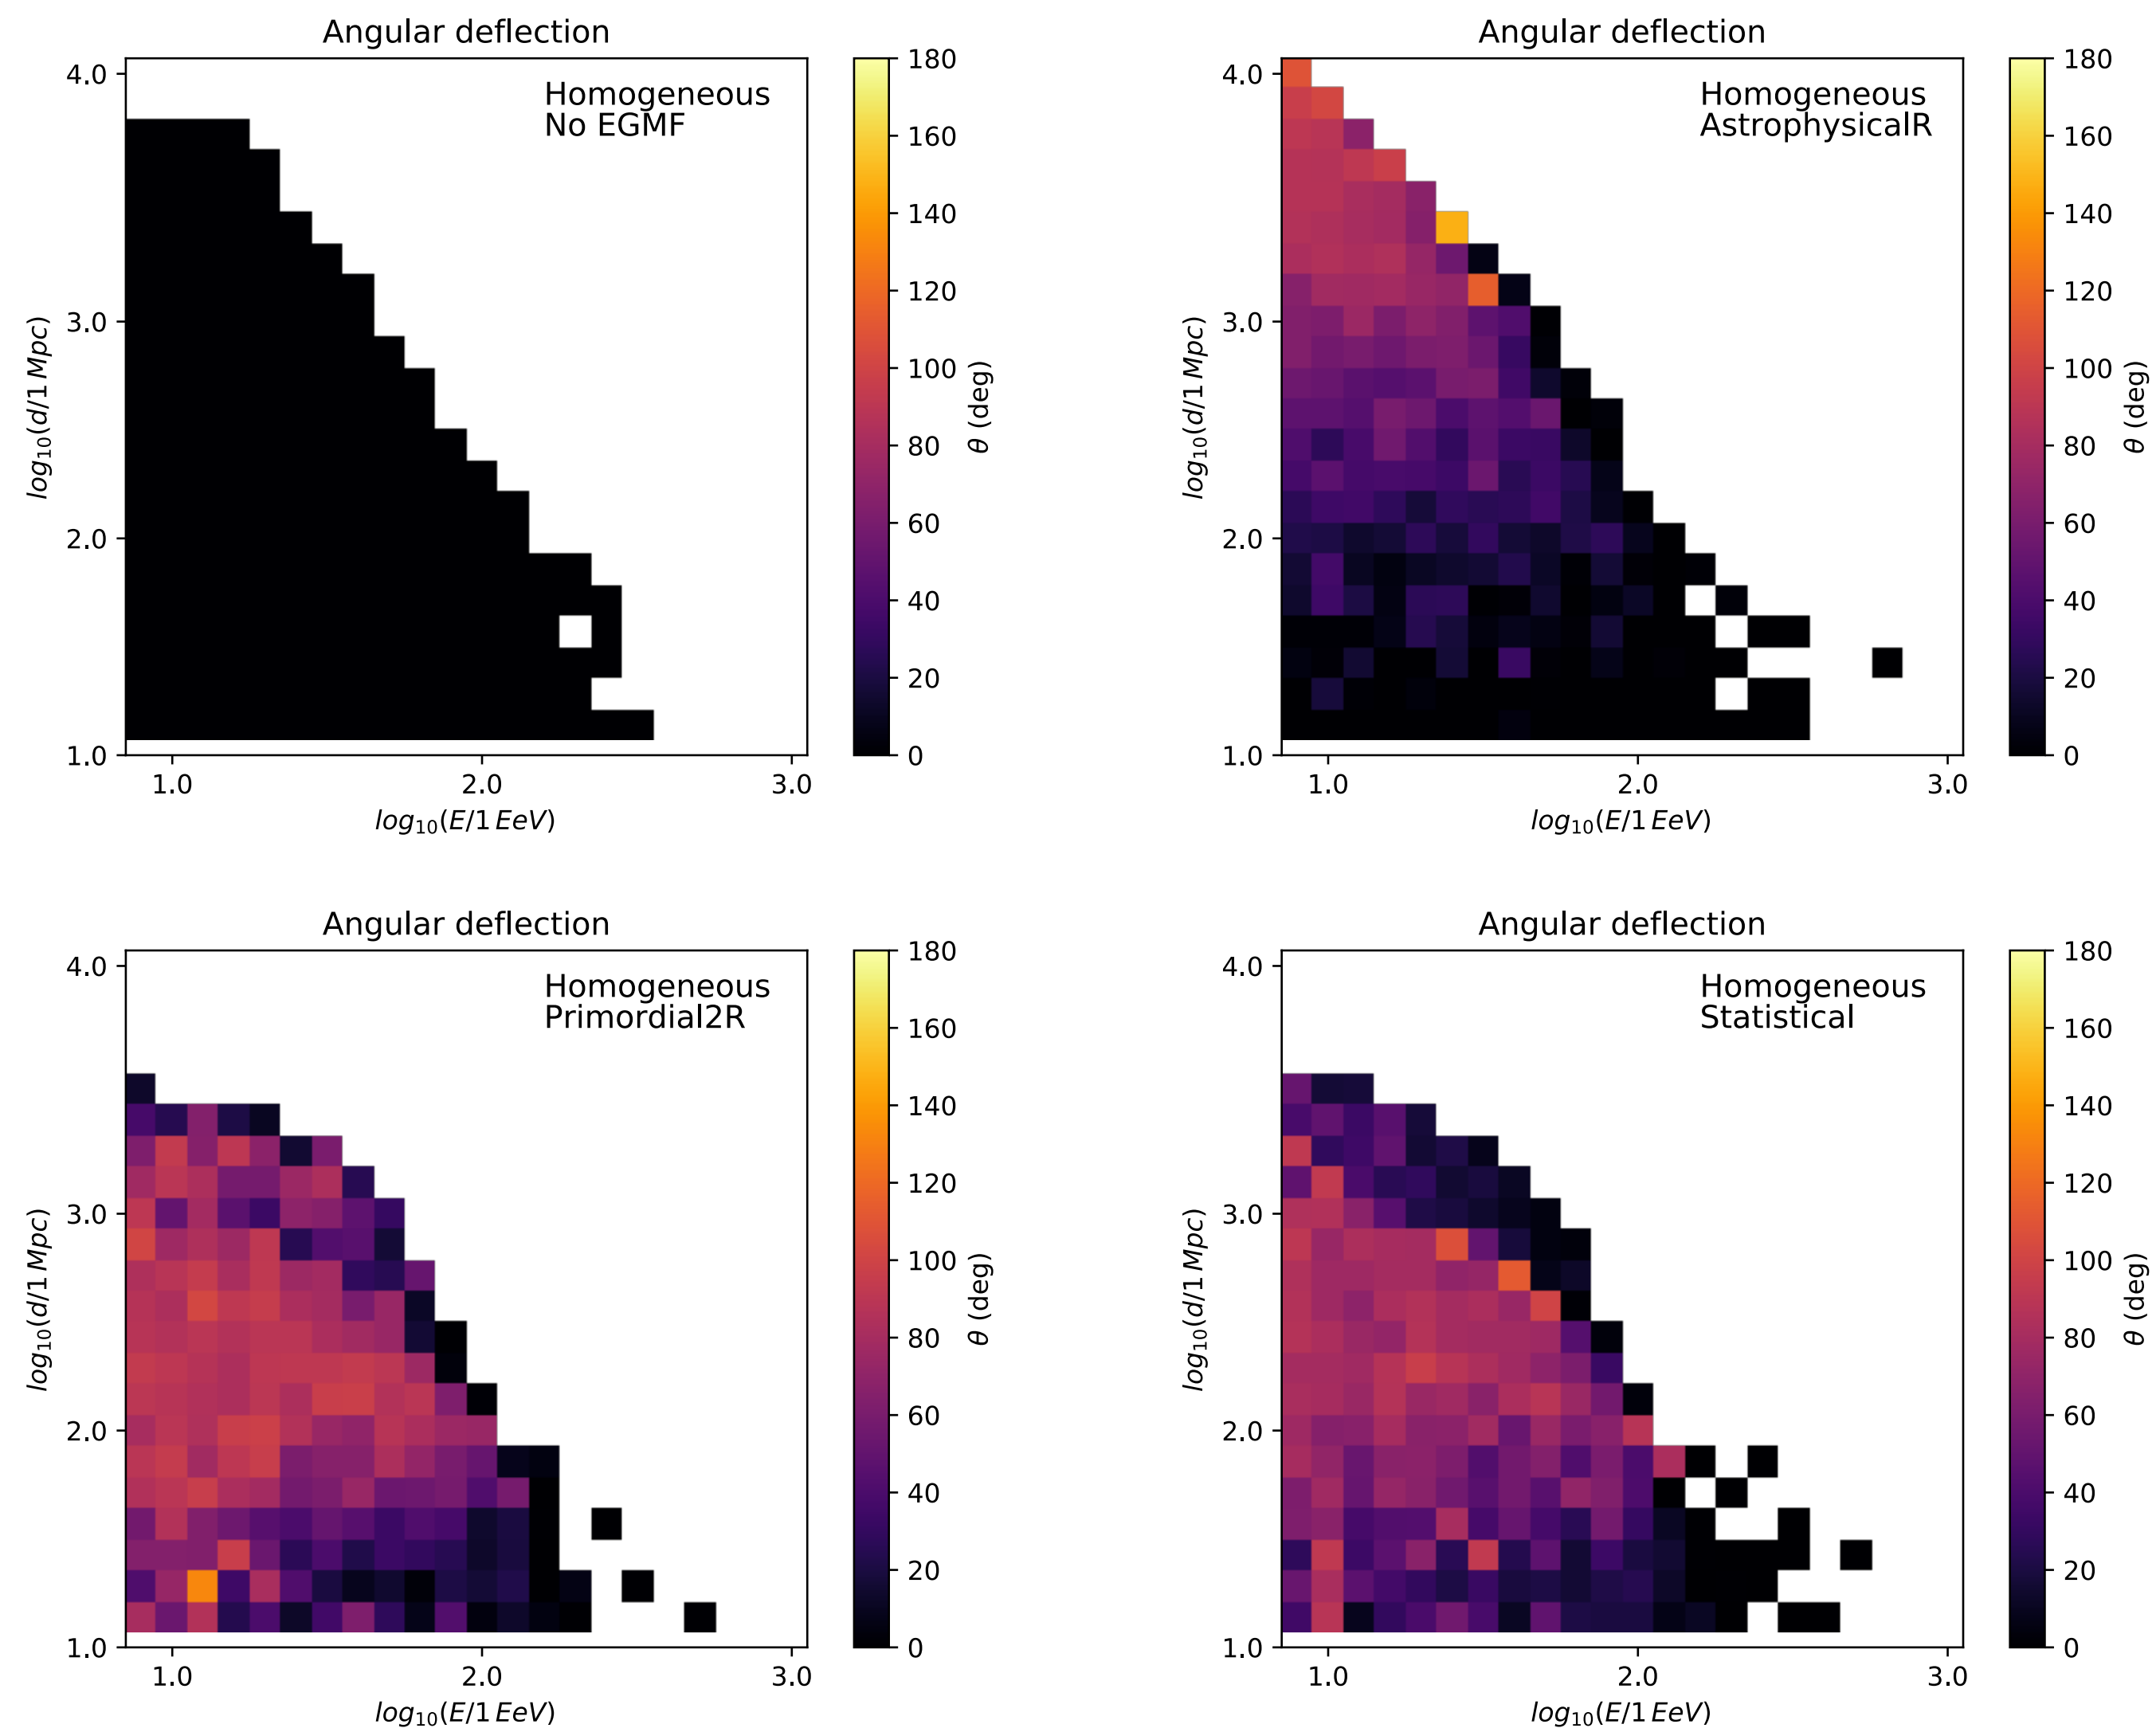 Angular deflection
Homogeneous
No EGMF
4.0
3.0
2.0
1.0
1.0 2.0 3.0
log₁₀(d/1 Mpc)
log₁₀(E/1 EeV)
180
160
140
120
100
80
60
40
20
0
θ (deg)
Angular deflection
Homogeneous
AstrophysicalR
4.0
3.0
2.0
1.0
1.0 2.0 3.0
log₁₀(d/1 Mpc)
log₁₀(E/1 EeV)
180
160
140
120
100
80
60
40
20
0
θ (deg)
Angular deflection
Homogeneous
Primordial2R
4.0
3.0
2.0
1.0
1.0 2.0 3.0
log₁₀(d/1 Mpc)
log₁₀(E/1 EeV)
180
160
140
120
100
80
60
40
20
0
θ (deg)
Angular deflection
Homogeneous
Statistical
4.0
3.0
2.0
1.0
1.0 2.0 3.0
log₁₀(d/1 Mpc)
log₁₀(E/1 EeV)
180
160
140
120
100
80
60
40
20
0
θ (deg)